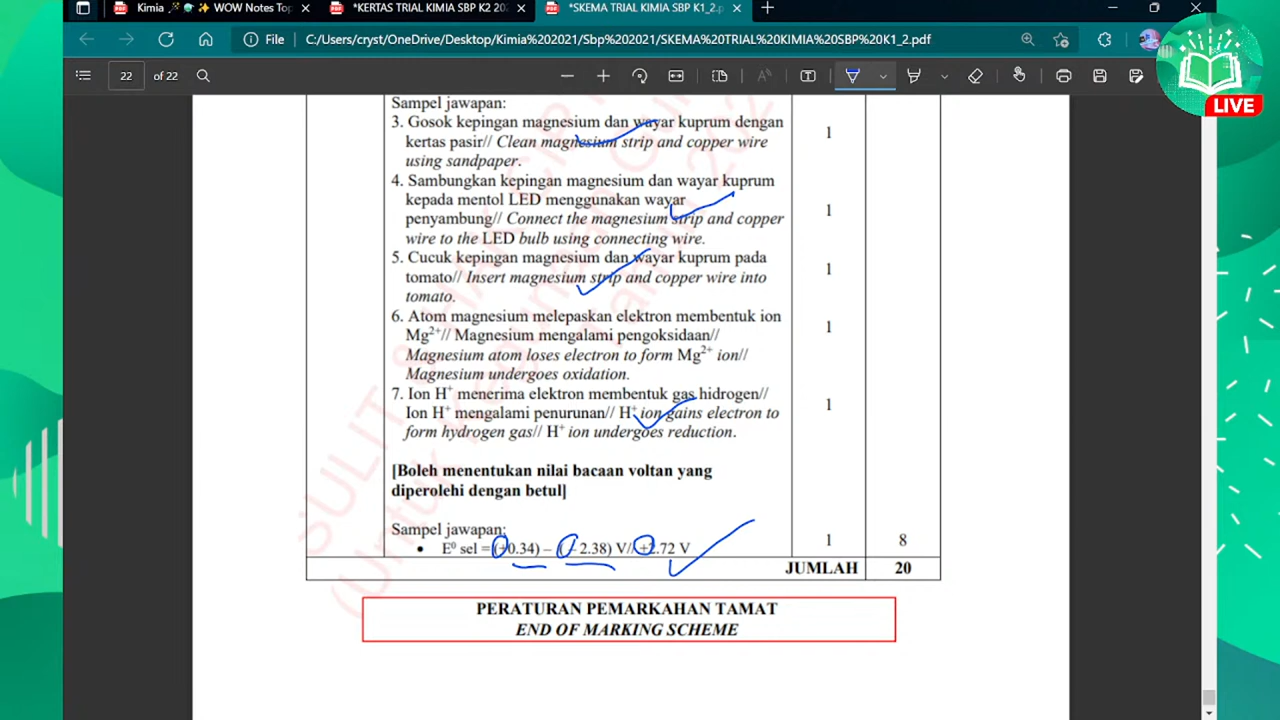 Kimia 🪄🌚✨ WOW Notes Top
*KERTAS TRIAL KIMIA SBP K2 202
*SKEMA TRIAL KIMIA SBP K1_2.p
File C:/Users/cryst/OneDrive/Desktop/Kimia%202021/Sbp%202021/SKEMA%20TRIAL%20KIMIA%20SBP%20K1_2.pdf
LIVE
22 of 22
Sampel jawapan:
3. Gosok kepingan magnesium dan wayar kuprum dengan
kertas pasir// Clean magnesium strip and copper wire
using sandpaper.
1
4. Sambungkan kepingan magnesium dan wayar kuprum
kepada mentol LED menggunakan wayar
penyambung// Connect the magnesium strip and copper
wire to the LED bulb using connecting wire.
1
5. Cucuk kepingan magnesium dan wayar kuprum pada
tomato// Insert magnesium strip and copper wire into
tomato.
1
6. Atom magnesium melepaskan elektron membentuk ion
Mg2+// Magnesium mengalami pengoksidaan//
Magnesium atom loses electron to form Mg2+ ion//
Magnesium undergoes oxidation.
1
7. Ion H+ menerima elektron membentuk gas hidrogen//
Ion H+ mengalami penurunan// H+ ion gains electron to
form hydrogen gas// H+ ion undergoes reduction.
1
[Boleh menentukan nilai bacaan voltan yang
diperolehi dengan betul]
Sampel jawapan:
• E0 sel = (+0.34) – (– 2.38) V// +2.72 V
1 8
JUMLAH 20
PERATURAN PEMARKAHAN TAMAT
END OF MARKING SCHEME